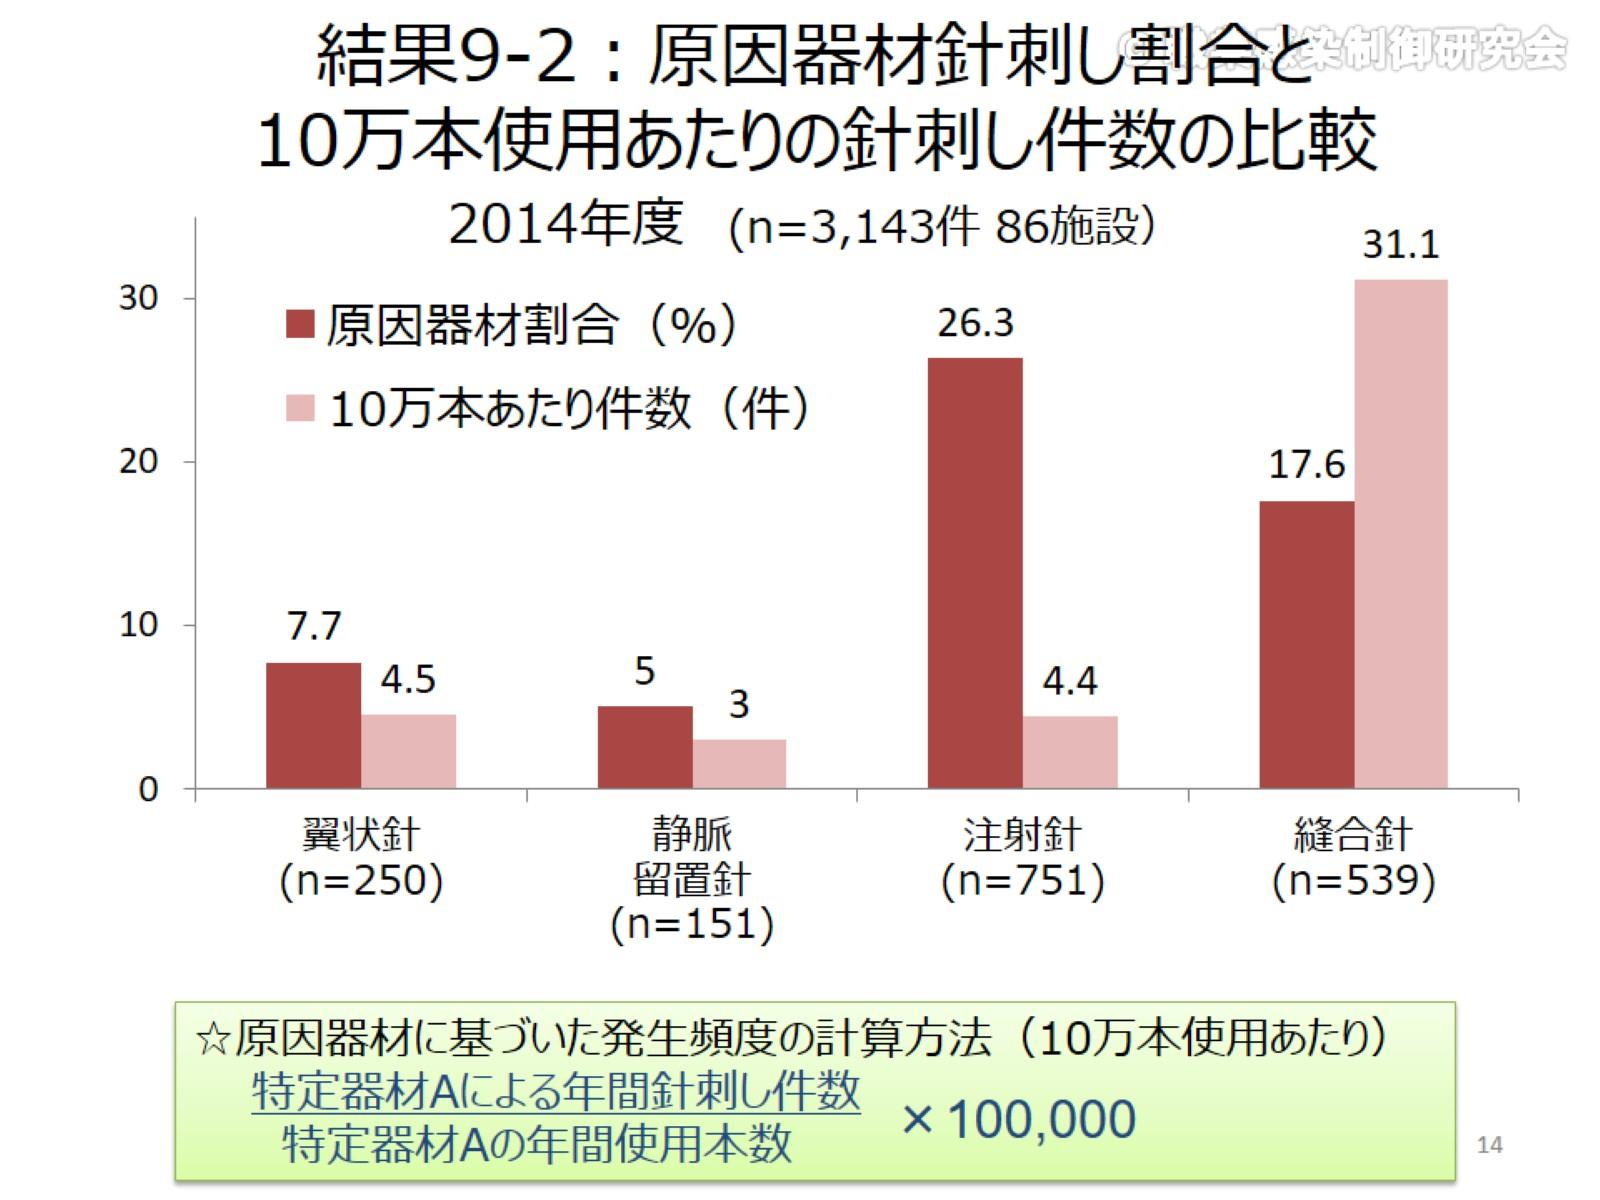 結果9-2：原因器材針刺し割合と
10万本使用あたりの針刺し件数の比較
2014年度 (n=3,143件 86施設）
感染制御研究会
原因器材割合（%）
10万本あたり件数（件）
30
20
10
0
7.7
4.5
5
3
26.3
4.4
17.6
31.1
翼状針
(n=250)
静脈
留置針
(n=151)
注射針
(n=751)
縫合針
(n=539)
☆原因器材に基づいた発生頻度の計算方法（10万本使用あたり）
特定器材Aによる年間針刺し件数
特定器材Aの年間使用本数
×100,000
14